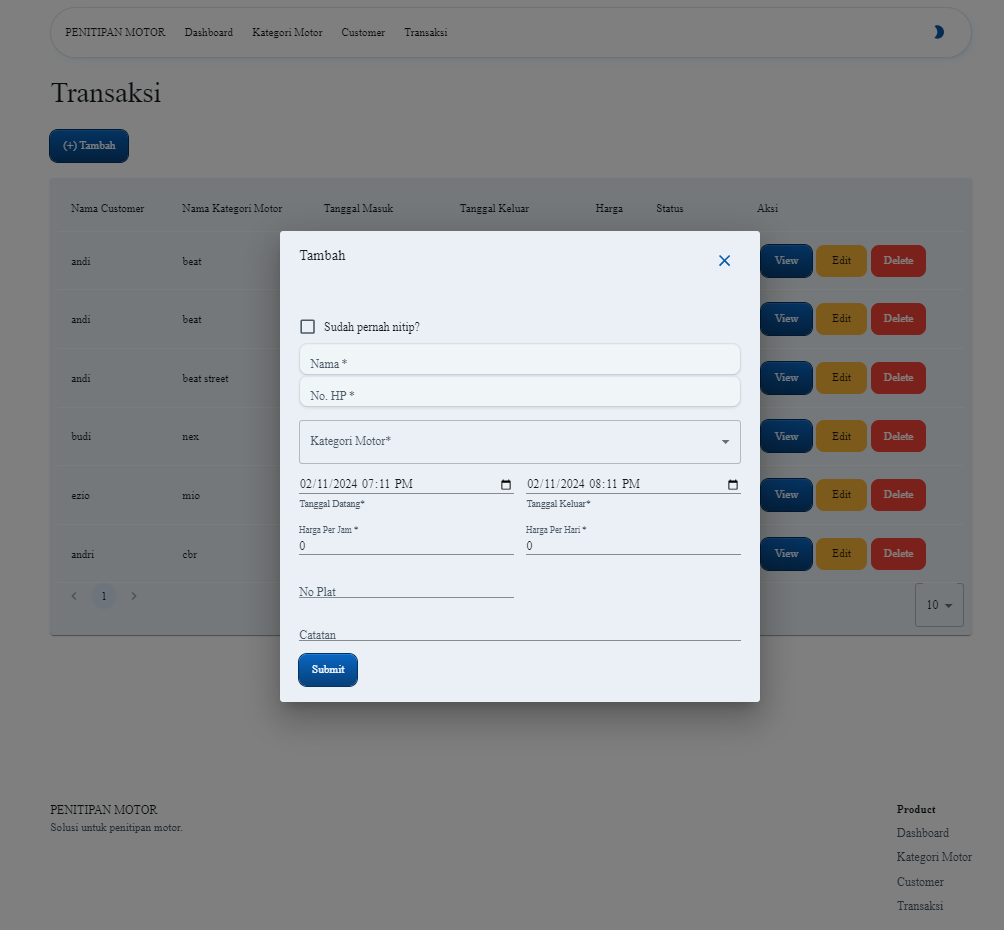 PENITIPAN MOTOR Dashboard Kategori Motor Customer Transaksi
Transaksi
(+) Tambah
Nama Customer Nama Kategori Motor Tanggal Masuk Tanggal Keluar Harga Status Aksi
andi beat View Edit Delete
andi beat View Edit Delete
andi beat street View Edit Delete
budi nex View Edit Delete
ezio mio View Edit Delete
andri cbr View Edit Delete
1
10
Tambah
Sudah pernah nitip?
Nama *
No. HP *
Kategori Motor*
02/11/2024 07:11 PM 02/11/2024 08:11 PM
Tanggal Datang* Tanggal Keluar*
Harga Per Jam * Harga Per Hari *
0 0
No Plat
Catatan
Submit
PENITIPAN MOTOR
Solusi untuk penitipan motor.
Product
Dashboard
Kategori Motor
Customer
Transaksi